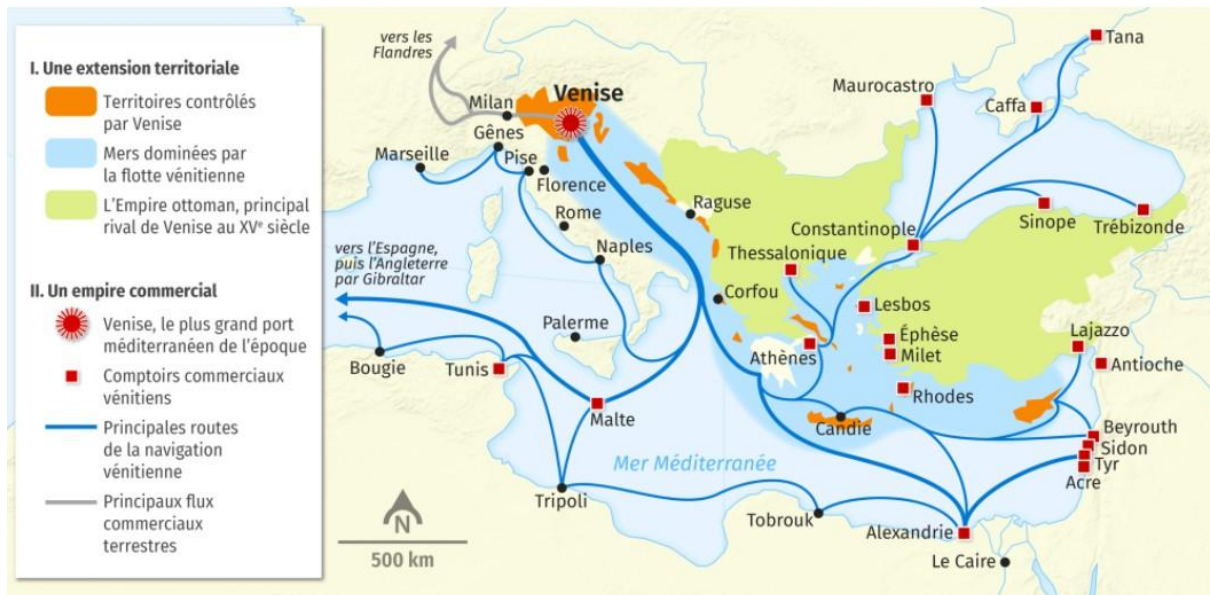 I. Une extension territoriale
Territoires contrôlés
par Venise
Mers dominées par
la flotte vénitienne
L'Empire ottoman, principal
rival de Venise au XVe siècle
II. Un empire commercial
Venise, le plus grand port
méditerranéen de l'époque
Comptoirs commerciaux
vénitiens
Principales routes
de la navigation
vénitienne
Principaux flux
commerciaux
terrestres
vers les
Flandres
Tana
Venise
Maurocastro
Caffa
Milan
Gênes
Marseille
Pise
Florence
Raguse
Rome
Constantinople
Sinope
Trébizonde
Naples
Thessalonique
vers l'Espagne,
puis l'Angleterre
par Gibraltar
Corfou
Lesbos
Palerme
Éphèse
Lajazzo
Milet
Athènes
Bougie
Tunis
Antioche
Rhodes
Malte
Candie
Beyrouth
Sidon
Tyr
Acre
Mer Méditerranée
Tripoli
Tobrouk
Alexandrie
Le Caire
N
500 km